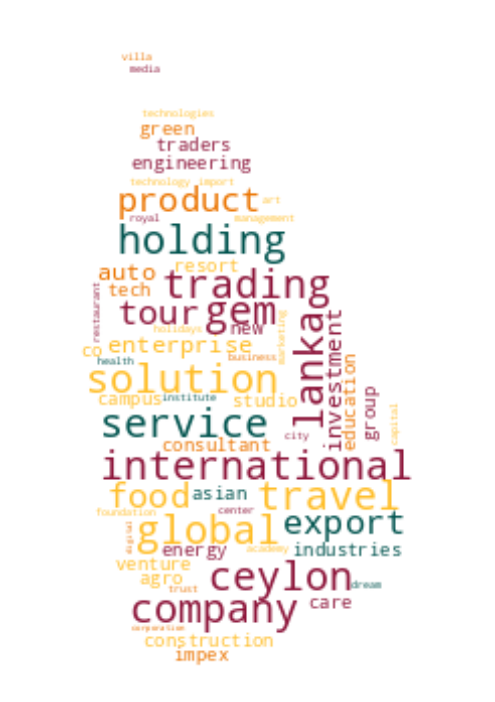 villa
media
technologies
green
traders
engineering
technology import
product art
royal management
holding
auto resort
tech trading
restaurant
tour gem
holidays new
marketing
lanka
investment
co enterprise
health business
education
solution
group
campus institute studio
capital
service
city
consultant
international
food asian travel
foundation center
digital
global export
energy academy industries
venture
agro ceylon
trust dream
company care
corporation
construction
impex